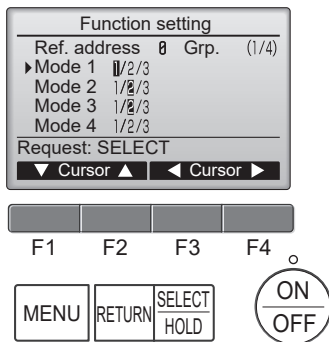 Function setting
Ref. address 0 Grp. (1/4)
▶Mode 1 1/2/3
Mode 2 1/2/3
Mode 3 1/2/3
Mode 4 1/2/3
Request: SELECT
▼ Cursor ▲ ◀ Cursor ▶
F1 F2 F3 F4
MENU RETURN SELECT HOLD ON OFF